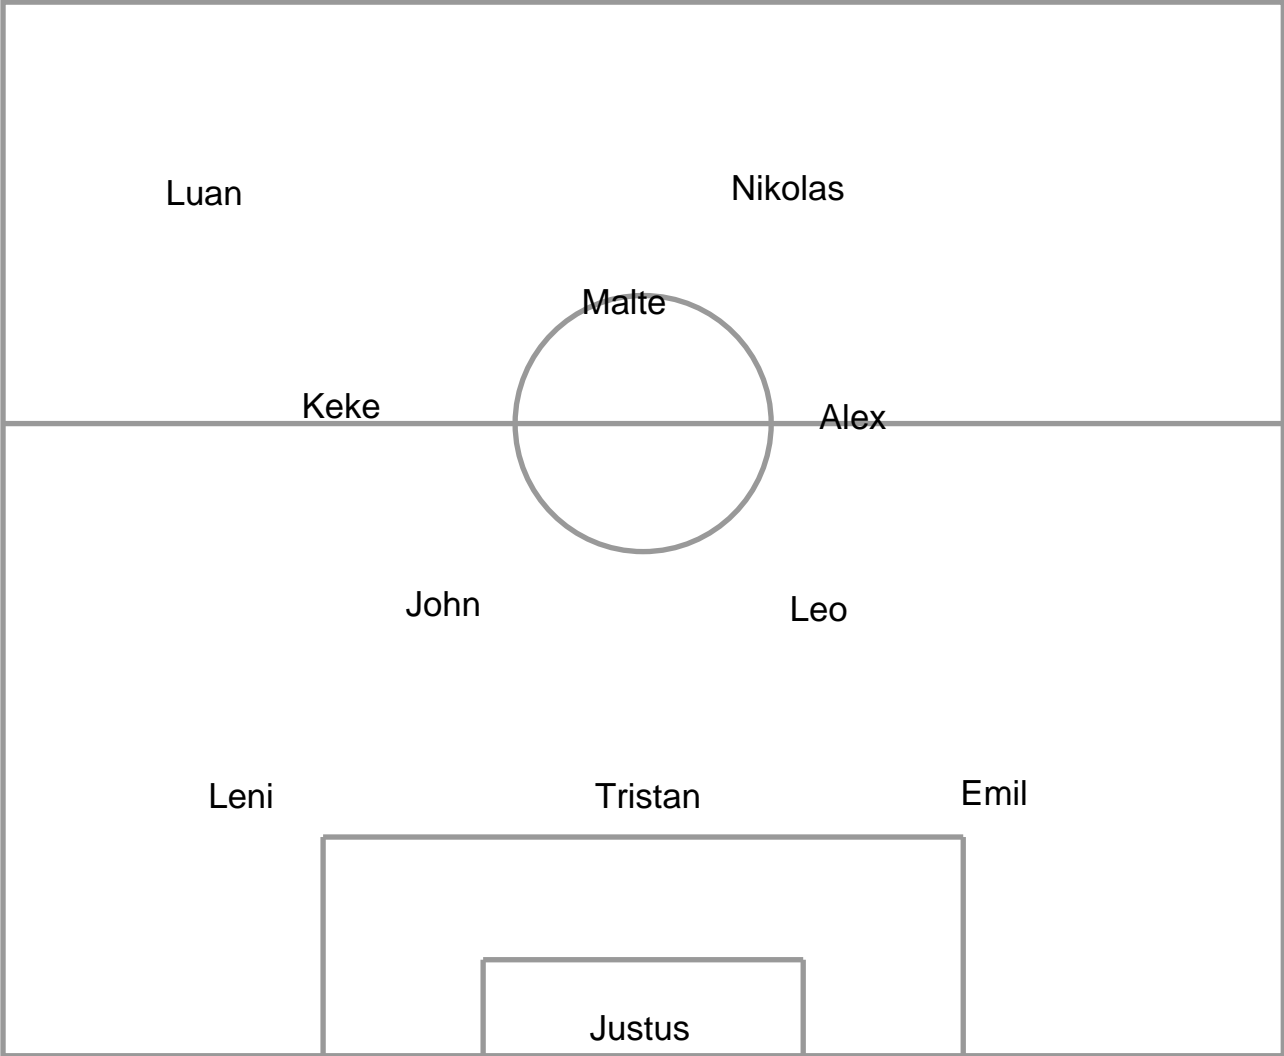 Luan
Nikolas
Malte
Keke
Alex
John
Leo
Leni
Tristan
Emil
Justus